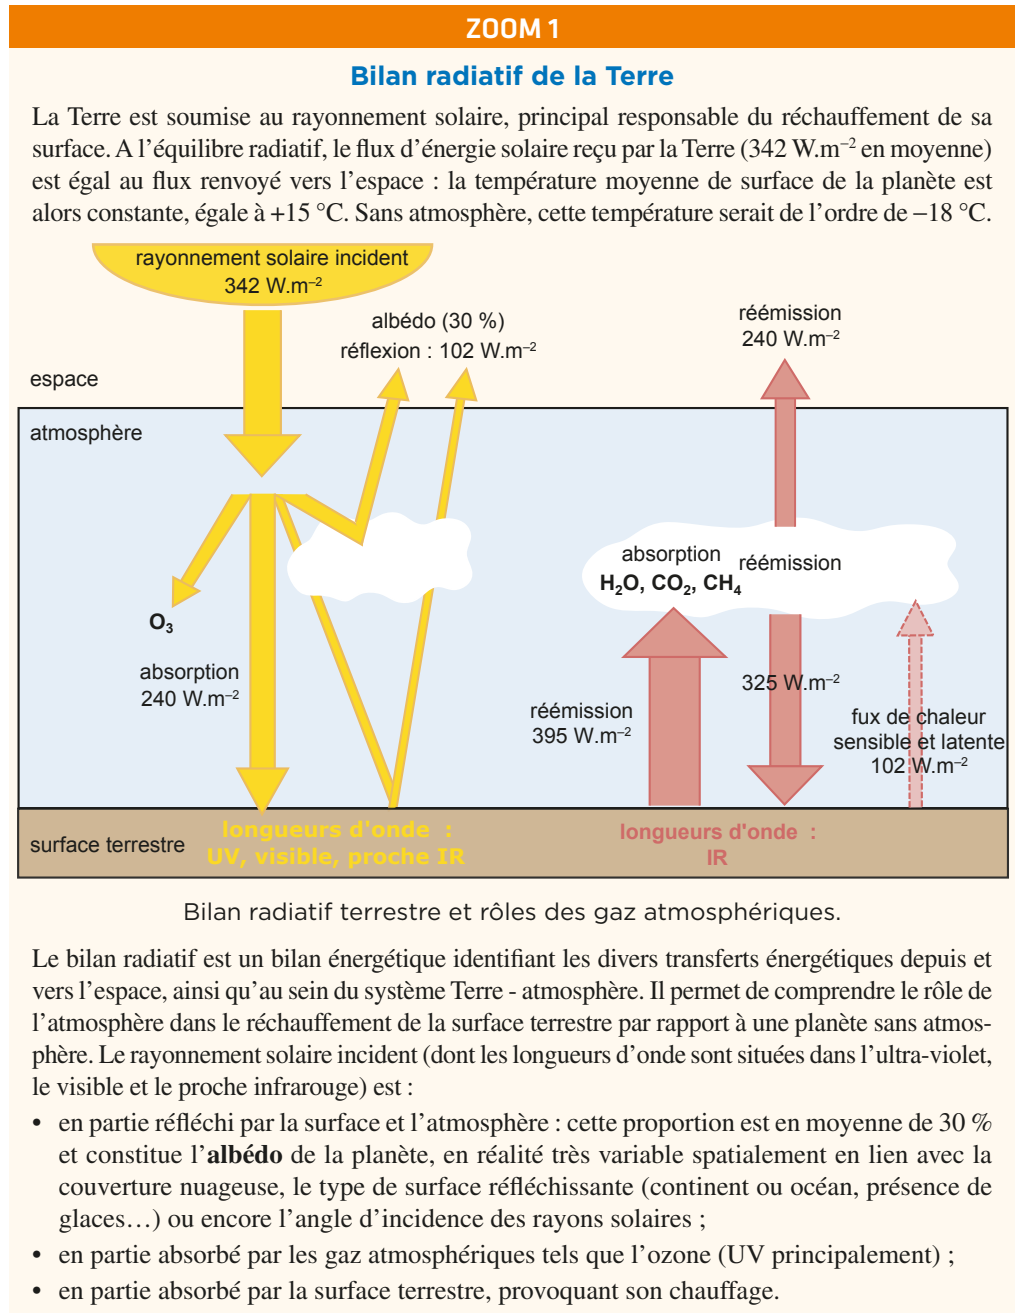 ZOOM 1
Bilan radiatif de la Terre
La Terre est soumise au rayonnement solaire, principal responsable du réchauffement de sa
surface. A l’équilibre radiatif, le flux d’énergie solaire reçu par la Terre (342 W.m⁻² en moyenne)
est égal au flux renvoyé vers l’espace : la température moyenne de surface de la planète est
alors constante, égale à +15 °C. Sans atmosphère, cette température serait de l’ordre de –18 °C.
rayonnement solaire incident
342 W.m⁻²
albédo (30 %)
réflexion : 102 W.m⁻²
réémission
240 W.m⁻²
espace
atmosphère
absorption
H₂O, CO₂, CH₄
réémission
O₃
absorption
240 W.m⁻²
réémission
395 W.m⁻²
325 W.m⁻²
fux de chaleur
sensible et latente
102 W.m⁻²
surface terrestre
longueurs d'onde :
UV, visible, proche IR
longueurs d'onde :
IR
Bilan radiatif terrestre et rôles des gaz atmosphériques.
Le bilan radiatif est un bilan énergétique identifiant les divers transferts énergétiques depuis et
vers l’espace, ainsi qu’au sein du système Terre - atmosphère. Il permet de comprendre le rôle de
l’atmosphère dans le réchauffement de la surface terrestre par rapport à une planète sans atmos-
phère. Le rayonnement solaire incident (dont les longueurs d’onde sont situées dans l’ultra-violet,
le visible et le proche infrarouge) est :
• en partie réfléchi par la surface et l’atmosphère : cette proportion est en moyenne de 30 %
et constitue l’albédo de la planète, en réalité très variable spatialement en lien avec la
couverture nuageuse, le type de surface réfléchissante (continent ou océan, présence de
glaces…) ou encore l’angle d’incidence des rayons solaires ;
• en partie absorbé par les gaz atmosphériques tels que l’ozone (UV principalement) ;
• en partie absorbé par la surface terrestre, provoquant son chauffage.